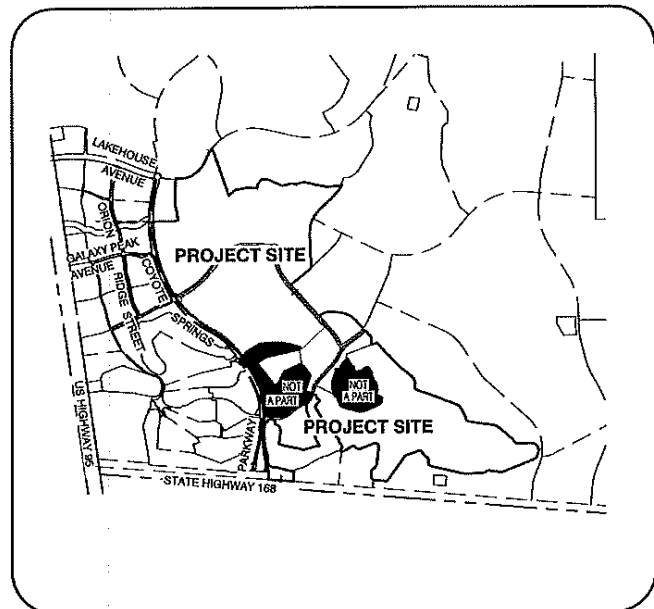 LAKEHOUSE
AVENUE
ORION
GALAXY PEAK
AVENUE
RIDGE STREET
COYOTE
SPRINGS
PARKWAY
PROJECT SITE
NOT
A PART
NOT
A PART
PROJECT SITE
US HIGHWAY 95
STATE HIGHWAY 168